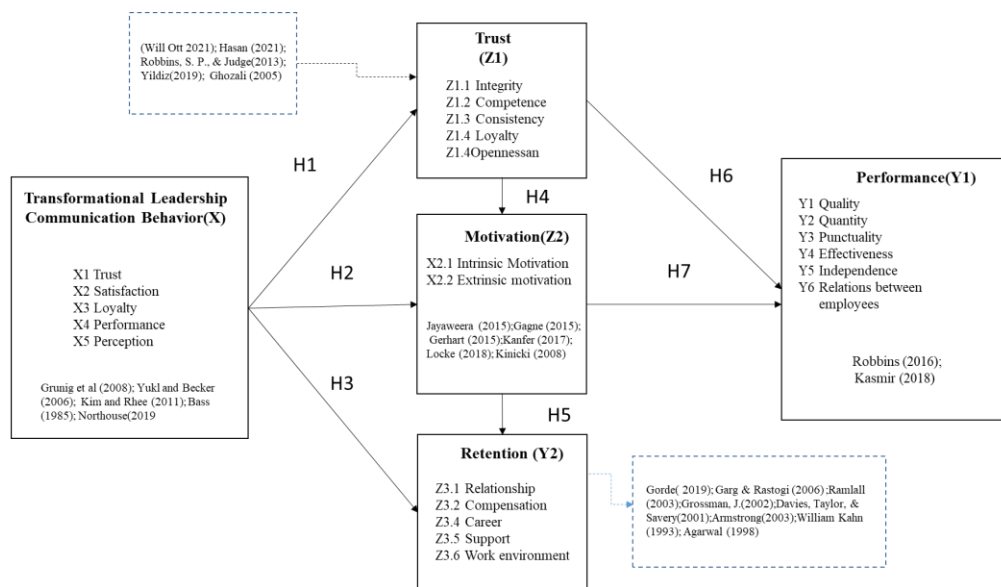 (Will Ott 2021); Hasan (2021);
Robbins, S. P., & Judge(2013);
Yildiz(2019); Ghozali (2005)
Trust
(Z1)
Z1.1 Integrity
Z1.2 Competence
Z1.3 Consistency
Z1.4 Loyalty
Z1.4Opennessan
H1
H6
Transformational Leadership
Communication Behavior(X)
X1 Trust
X2 Satisfaction
X3 Loyalty
X4 Performance
X5 Perception
Grunig et al (2008); Yukl and Becker
(2006); Kim and Rhee (2011); Bass
(1985); Northouse(2019
H4
H2
Motivation(Z2)
X2.1 Intrinsic Motivation
X2.2 Extrinsic motivation
Jayaweera (2015);Gagne (2015);
Gerhart (2015);Kanfer (2017);
Locke (2018); Kinicki (2008)
H7
Performance(Y1)
Y1 Quality
Y2 Quantity
Y3 Punctuality
Y4 Effectiveness
Y5 Independence
Y6 Relations between
employees
Robbins (2016);
Kasmir (2018)
H3
H5
Retention (Y2)
Z3.1 Relationship
Z3.2 Compensation
Z3.4 Career
Z3.5 Support
Z3.6 Work environment
Gorde( 2019); Garg & Rastogi (2006) ;Ramlall
(2003);Grossman, J.(2002);Davies, Taylor, &
Savery(2001);Armstrong(2003);William Kahn
(1993); Agarwal (1998)